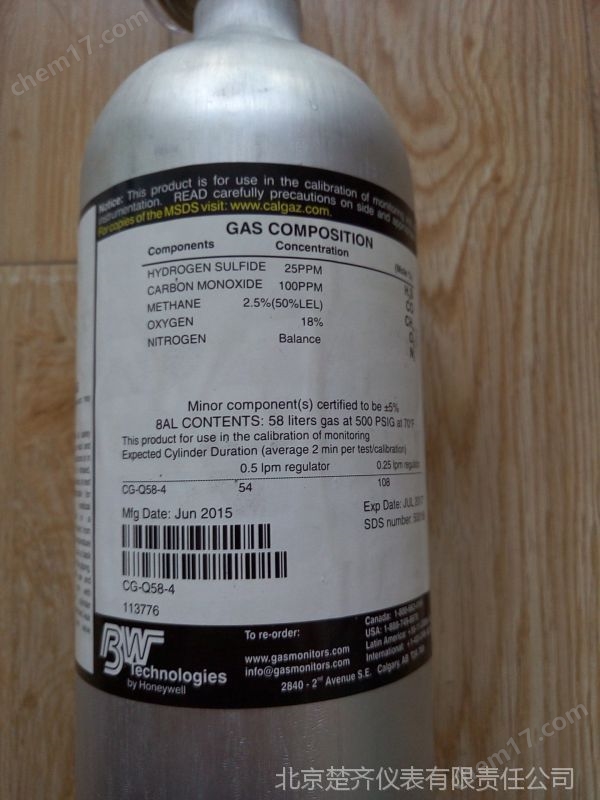 chem17.com
Notice: This product is for use in the calibration of monitoring
instrumentation. READ carefully precautions on side and
For copies of the MSDS visit: www.calgaz.com.
GAS COMPOSITION
Components Concentration
HYDROGEN SULFIDE 25PPM H₂S
CARBON MONOXIDE 100PPM CO
METHANE 2.5%(50%LEL) CH
OXYGEN 18% O
NITROGEN Balance N
Minor component(s) certified to be ±5%
8AL CONTENTS: 58 liters gas at 500 PSIG at 70°F
This product for use in the calibration of monitoring
Expected Cylinder Duration (average 2 min per test/calibration)
0.5 lpm regulator 0.25 lpm regulator
CG-Q58-4 54 108
Mfg Date: Jun 2015 Exp Date: JUL 2017
SDS number:
CG-Q58-4
113776
BW
Technologies
by Honeywell
To re-order:
www.gasmonitors.com
info@gasmonitors.com
2840 - 2nd Avenue S.E. Calgary, AB
Canada:
USA:
Latin America:
International:
chem17.com
北京楚齐仪表有限责任公司